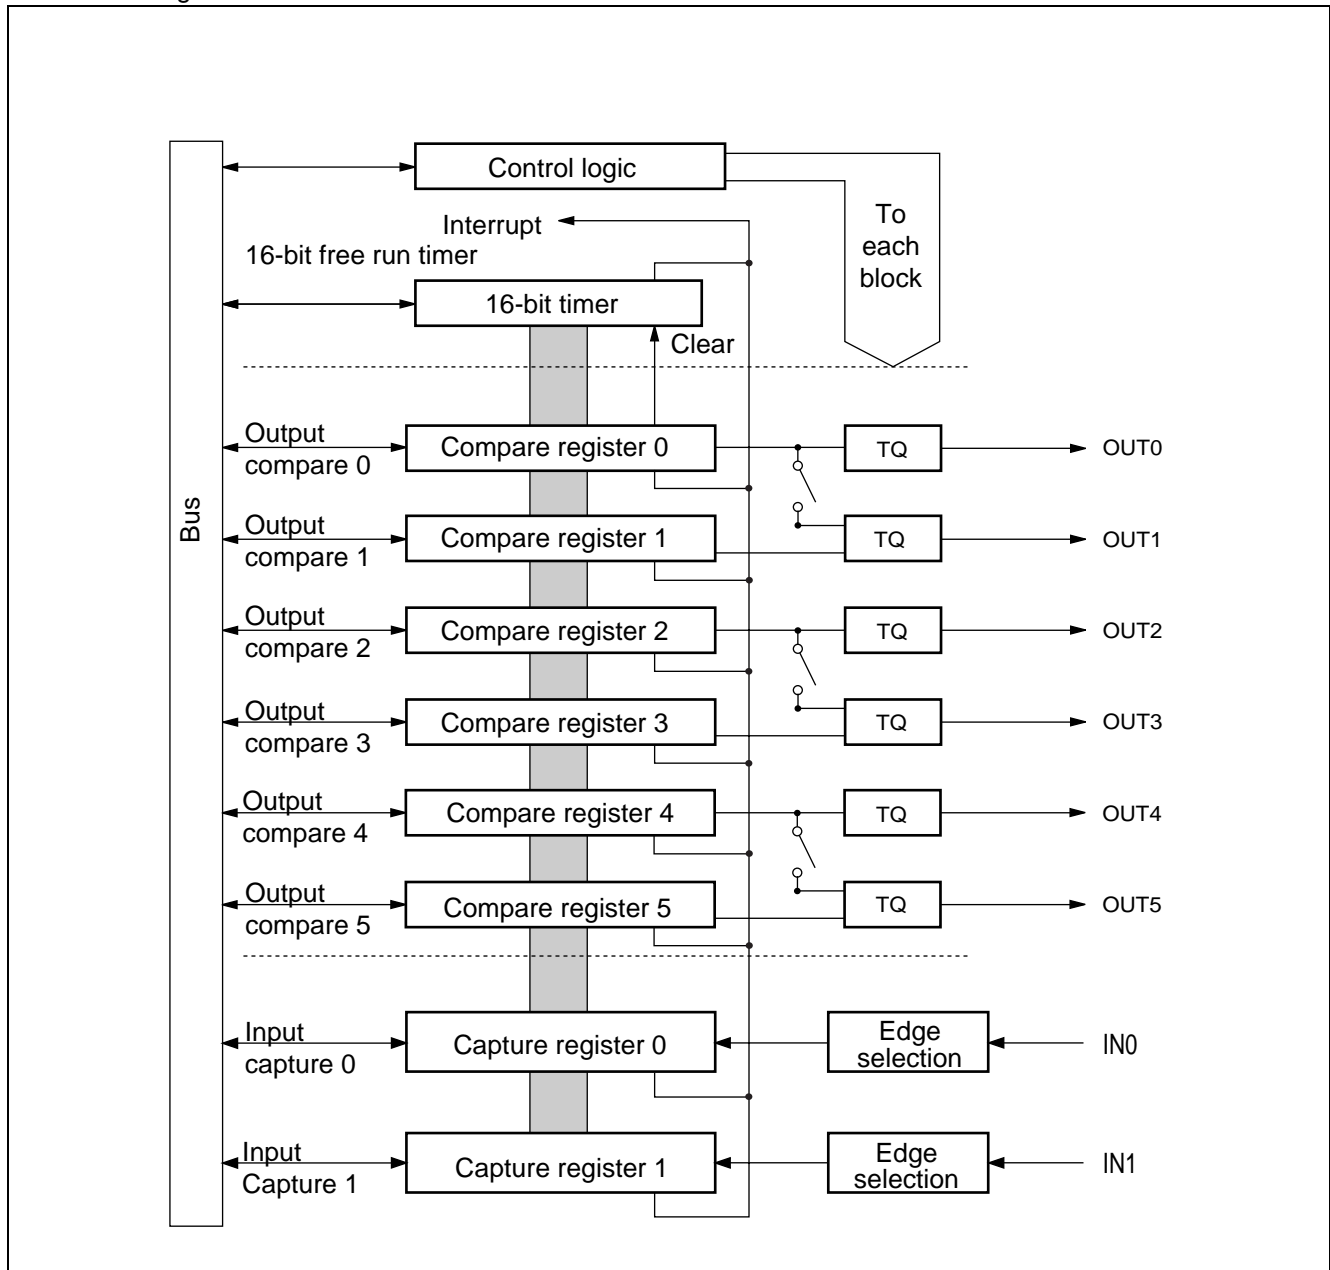 Control logic
Interrupt
To
each
block
16-bit free run timer
16-bit timer
Clear
Bus
Output
compare 0
Compare register 0
TQ
OUT0
Output
compare 1
Compare register 1
TQ
OUT1
Output
compare 2
Compare register 2
TQ
OUT2
Output
compare 3
Compare register 3
TQ
OUT3
Output
compare 4
Compare register 4
TQ
OUT4
Output
compare 5
Compare register 5
TQ
OUT5
Input
capture 0
Capture register 0
Edge
selection
IN0
Input
Capture 1
Capture register 1
Edge
selection
IN1